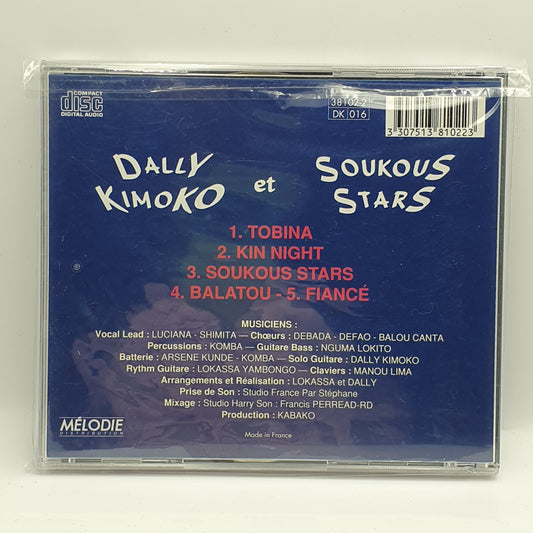 COMPACT
disc
DIGITAL AUDIO
38102-2
DK 016
3 307513 810223
DALLY
KIMOKO
et
SOUKOUS
STARS
1. TOBINA
2. KIN NIGHT
3. SOUKOUS STARS
4. BALATOU - 5. FIANCÉ
MUSICIENS :
Vocal Lead : LUCIANA - SHIMITA — Chœurs : DEBADA - DEFAO - BALOU CANTA
Percussions : KOMBA — Guitare Bass : NGUMA LOKITO
Batterie : ARSENE KUNDE - KOMBA — Solo Guitare : DALLY KIMOKO
Rythm Guitare : LOKASSA YAMBONGO — Claviers : MANOU LIMA
Arrangements et Réalisation : LOKASSA et DALLY
Prise de Son : Studio France Par Stéphane
Mixage : Studio Harry Son : Francis PERREAD-RD
Production : KABAKO
MÉLODIE
DISTRIBUTION
Made in France